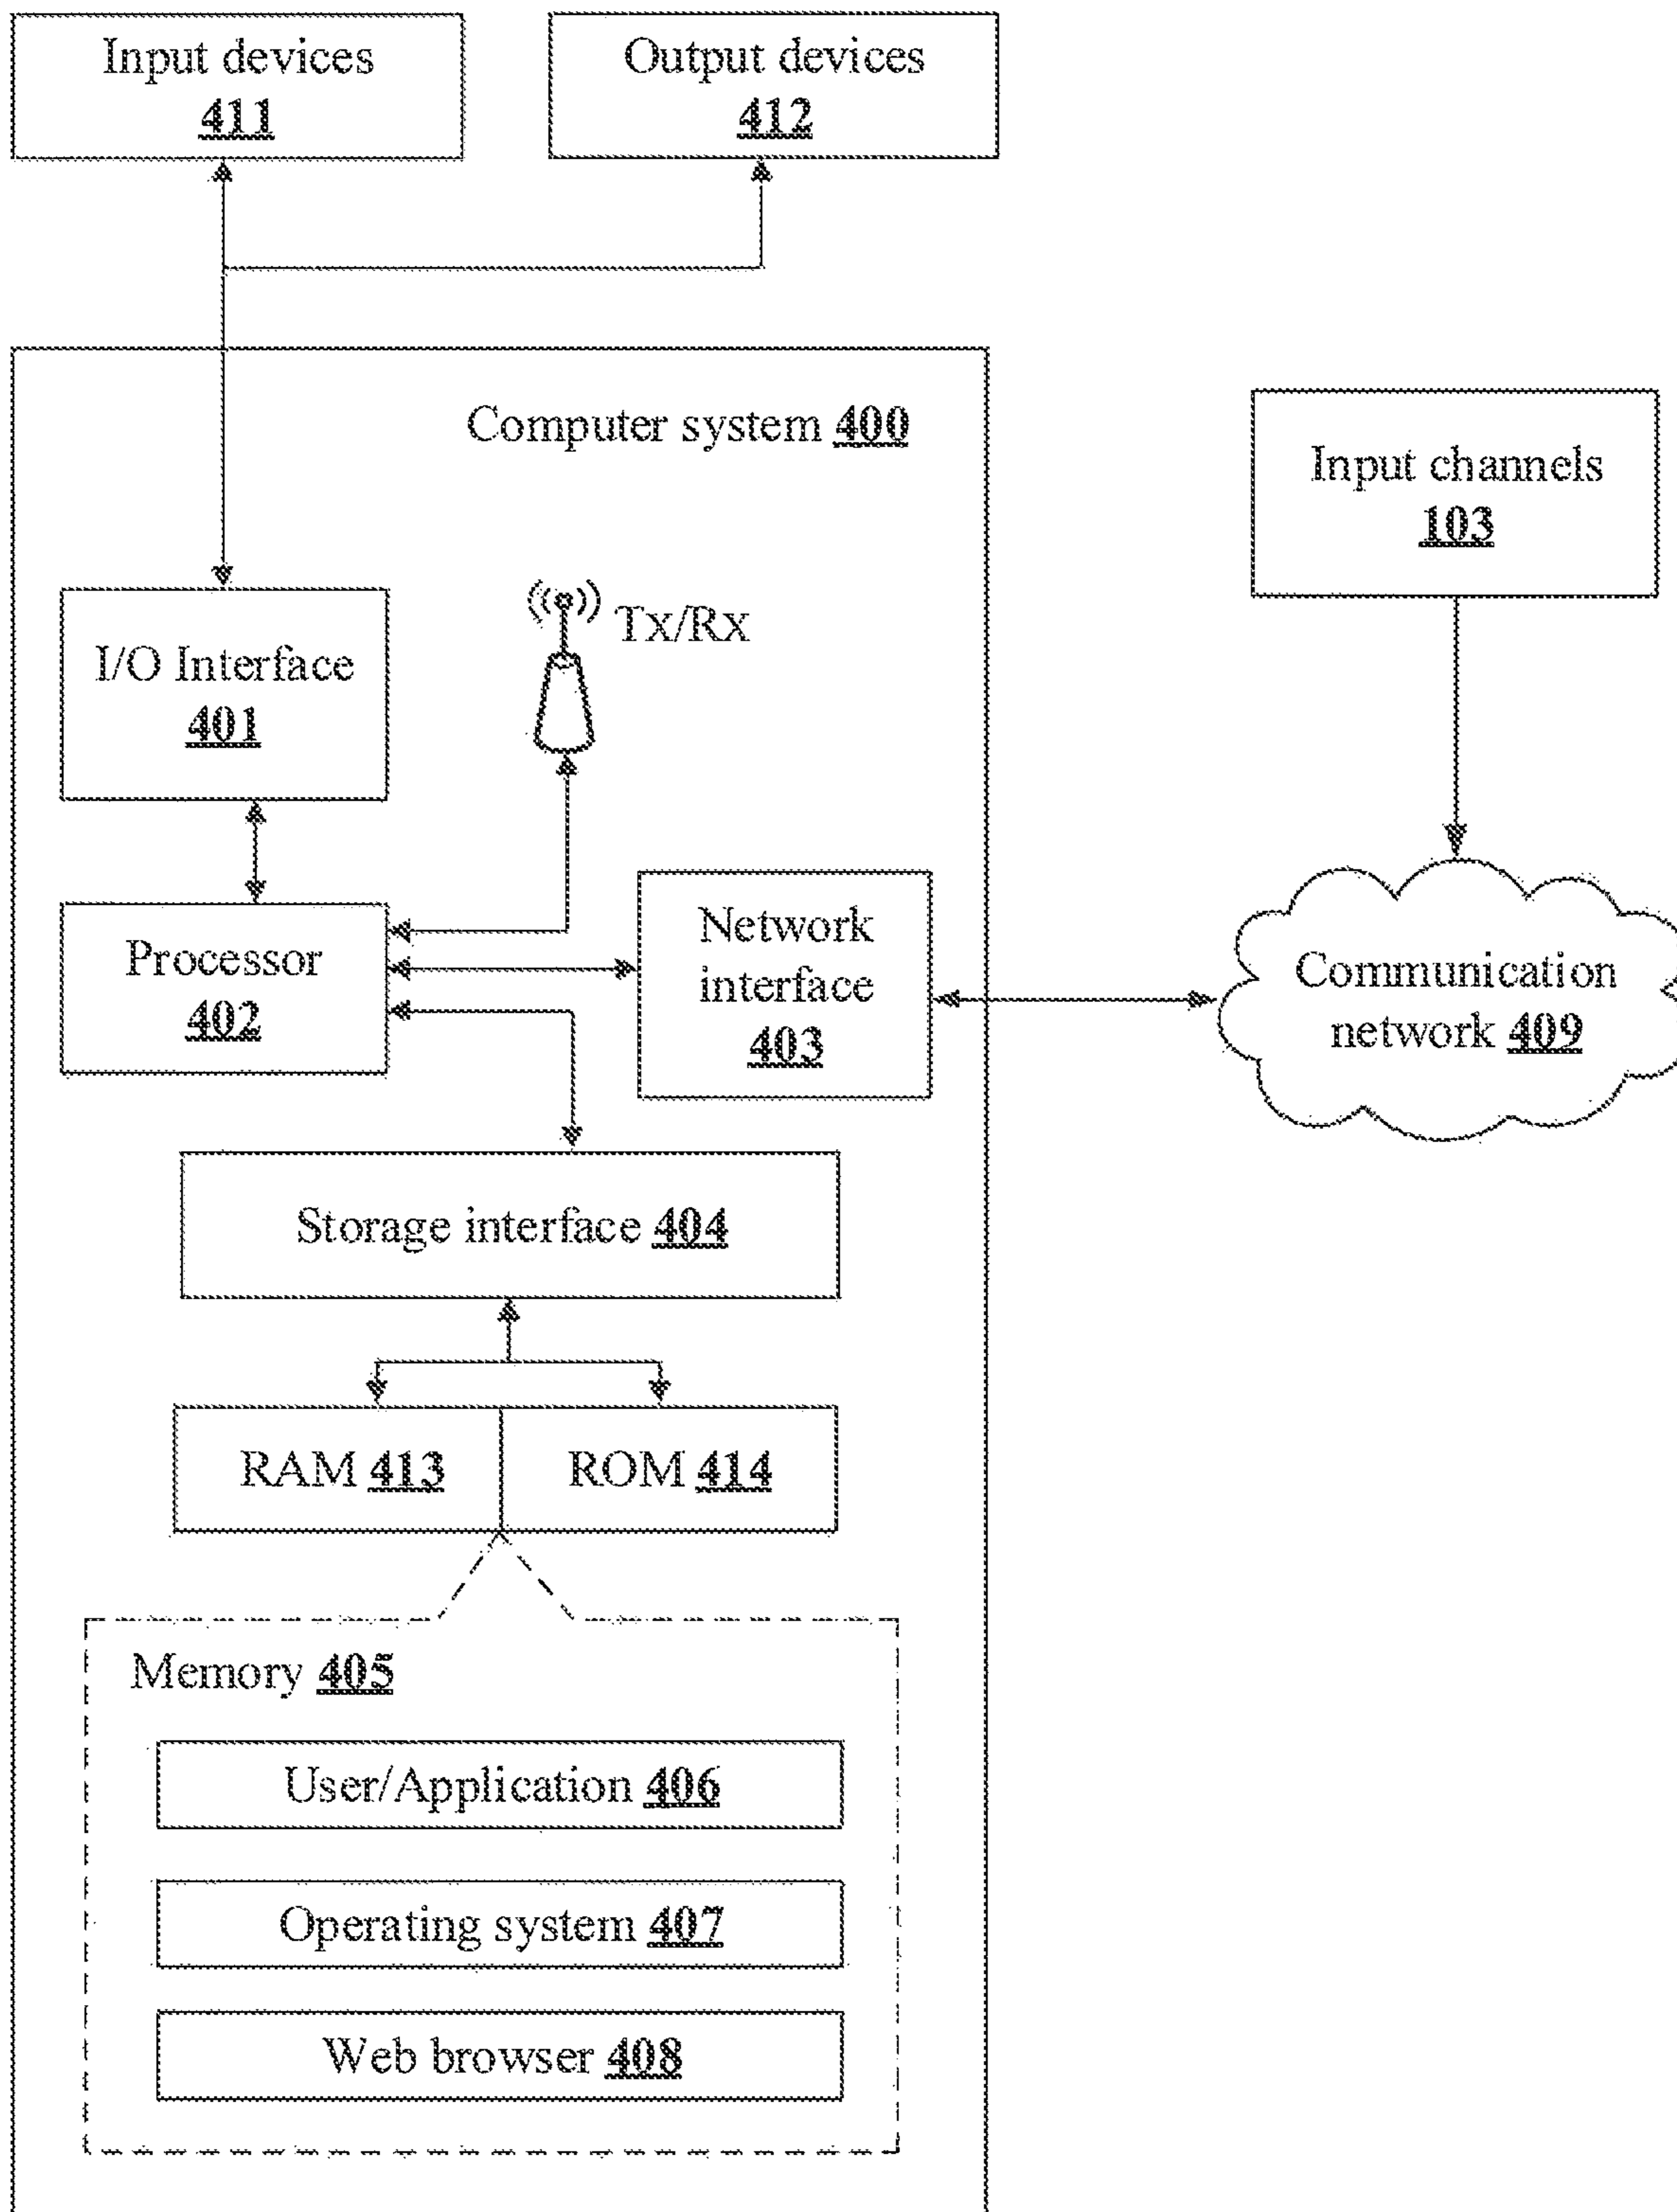 Input devices
411
Output devices
412
Computer system 400
Input channels
103
I/O Interface
401
Tx/Rx
Processor
402
Network
interface
403
Communication
network 409
Storage interface 404
RAM 413
ROM 414
Memory 405
User/Application 406
Operating system 407
Web browser 408